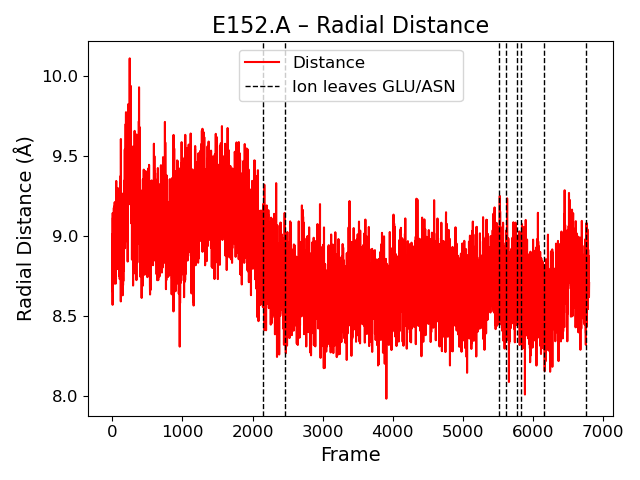 E152.A – Radial Distance
Distance
Ion leaves GLU/ASN
Radial Distance (Å)
10.0
9.5
9.0
8.5
8.0
0 1000 2000 3000 4000 5000 6000 7000
Frame